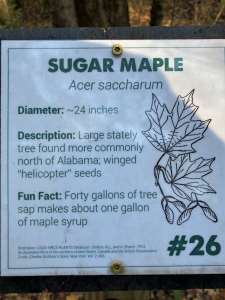 SUGAR MAPLE
Acer saccharum
Diameter: ~24 inches
Description: Large stately
tree found more commonly
north of Alabama; winged
"helicopter" seeds
Fun Fact: Forty gallons of tree
sap makes about one gallon
of maple syrup
#26